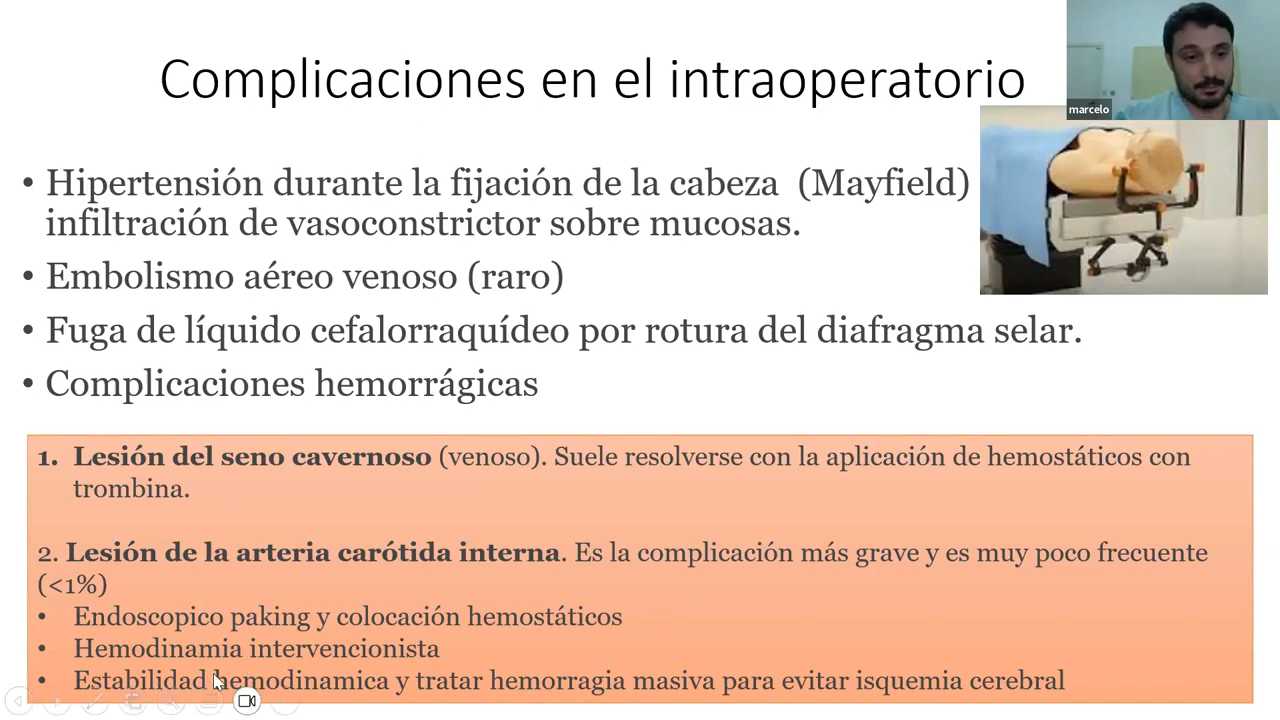 Complicaciones en el intraoperatorio
marcelo
• Hipertensión durante la fijación de la cabeza (Mayfield)
infiltración de vasoconstrictor sobre mucosas.
• Embolismo aéreo venoso (raro)
• Fuga de líquido cefalorraquídeo por rotura del diafragma selar.
• Complicaciones hemorrágicas
1. Lesión del seno cavernoso (venoso). Suele resolverse con la aplicación de hemostáticos con
trombina.
2. Lesión de la arteria carótida interna. Es la complicación más grave y es muy poco frecuente
(<1%)
• Endoscopico paking y colocación hemostáticos
• Hemodinamia intervencionista
• Estabilidad hemodinamica y tratar hemorragia masiva para evitar isquemia cerebral